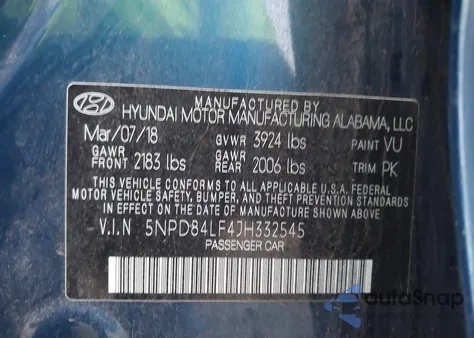 MANUFACTURED BY
HYUNDAI MOTOR MANUFACTURING ALABAMA, LLC
Mar/07/18 GVWR 3924 lbs PAINT VU
GAWR FRONT 2183 lbs GAWR REAR 2006 lbs TRIM PK
THIS VEHICLE CONFORMS TO ALL APPLICABLE U.S.A. FEDERAL
MOTOR VEHICLE SAFETY, BUMPER, AND THEFT PREVENTION STANDARDS
IN EFFECT ON THE DATE OF MANUFACTURE SHOWN ABOVE.
V.I.N 5NPD84LF4JH332545
PASSENGER CAR
autoSnap